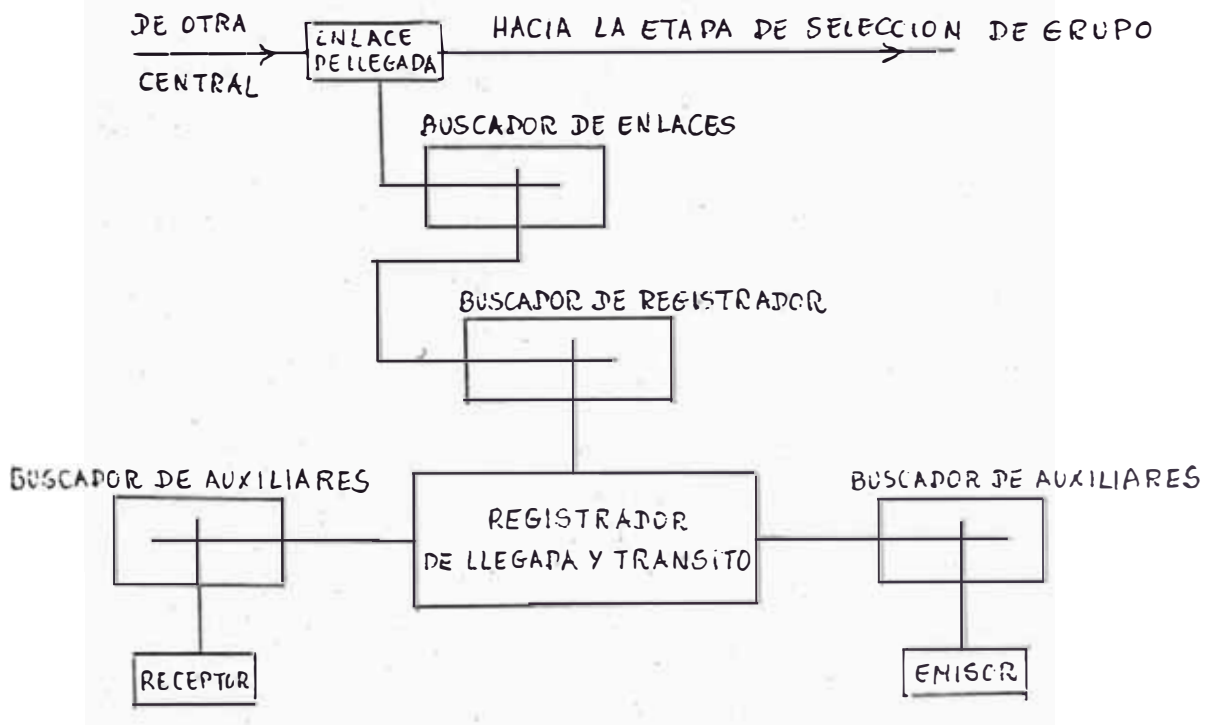 DE OTRA
CENTRAL
ENLACE
DE LLEGADA
HACIA LA ETAPA DE SELECCION DE GRUPO
BUSCADOR DE ENLACES
BUSCADOR DE REGISTRADOR
BUSCADOR DE AUXILIARES
REGISTRADOR
DE LLEGADA Y TRANSITO
BUSCADOR DE AUXILIARES
RECEPTOR
EMISOR